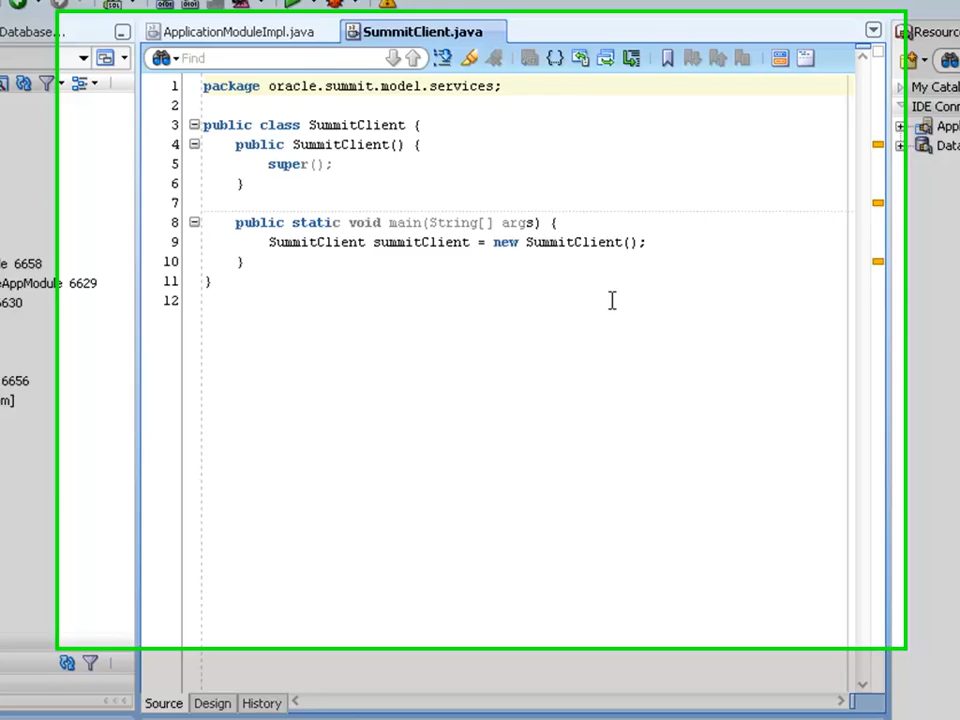 Database...
ApplicationModuleImpl.java
SummitClient.java
Resource
Find
My Cata
IDE Conn
Appl
Data
1 package oracle.summit.model.services;
2
3 public class SummitClient {
4 public SummitClient() {
5 super();
6 }
7
8 public static void main(String[] args) {
9 SummitClient summitClient = new SummitClient();
10 }
11 }
12
le 6658
eAppModule 6629
6630
6656
m]
Source
Design
History